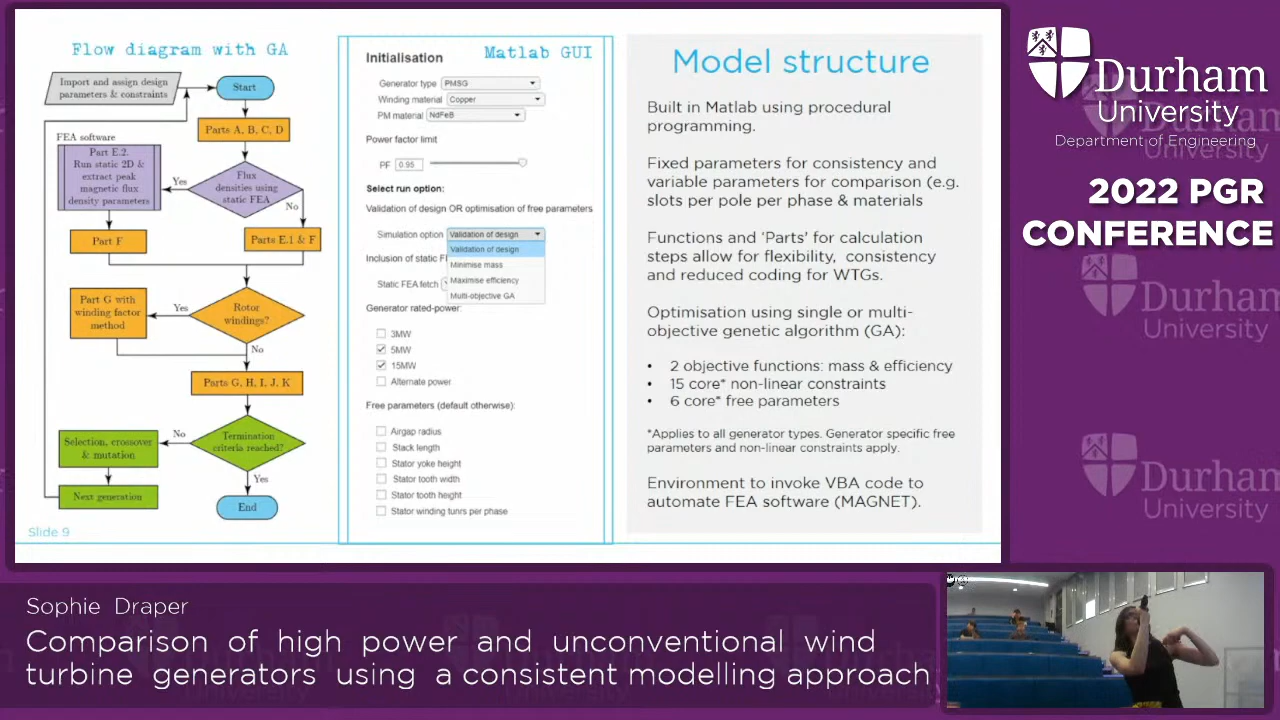 Flow diagram with GA
Import and assign design
parameters & constraints
Start
Parts A, B, C, D
FEA software
Part E.2.
Run static 2D &
extract peak
magnetic flux
density parameters
Yes
Flux
densities using
static FEA
No
Part F
Parts E.1 & F
Part G with
winding factor
method
Yes
Rotor
windings?
No
Parts G, H, I, J, K
Selection, crossover
& mutation
No
Termination
criteria reached?
Yes
Next generation
End
Slide 9
Matlab GUI
Initialisation
Generator type PMSG
Winding material Copper
PM material NdFeB
Power factor limit
PF 0.95
Select run option:
Validation of design OR optimisation of free parameters
Simulation option Validation of design
Validation of design
Inclusion of static
Minimise mass
Maximise efficiency
Static FEA fetch
Multi-objective GA
Generator rated-power:
3MW
5MW
15MW
Alternate power
Free parameters (default otherwise):
Airgap radius
Stack length
Stator yoke height
Stator tooth width
Stator tooth height
Stator winding tunrs per phase
Model structure
Built in Matlab using procedural
programming.
Fixed parameters for consistency and
variable parameters for comparison (e.g.
slots per pole per phase & materials
Functions and 'Parts' for calculation
steps allow for flexibility, consistency
and reduced coding for WTGs.
Optimisation using single or multi-
objective genetic algorithm (GA):
• 2 objective functions: mass & efficiency
• 15 core* non-linear constraints
• 6 core* free parameters
*Applies to all generator types. Generator specific free
parameters and non-linear constraints apply.
Environment to invoke VBA code to
automate FEA software (MAGNET).
Durham
University
Department of Engineering
2022 PGR
CONFERENCE
Durham
University
Durham
University
Sophie Draper
Comparison of high power and unconventional wind
turbine generators using a consistent modelling approach